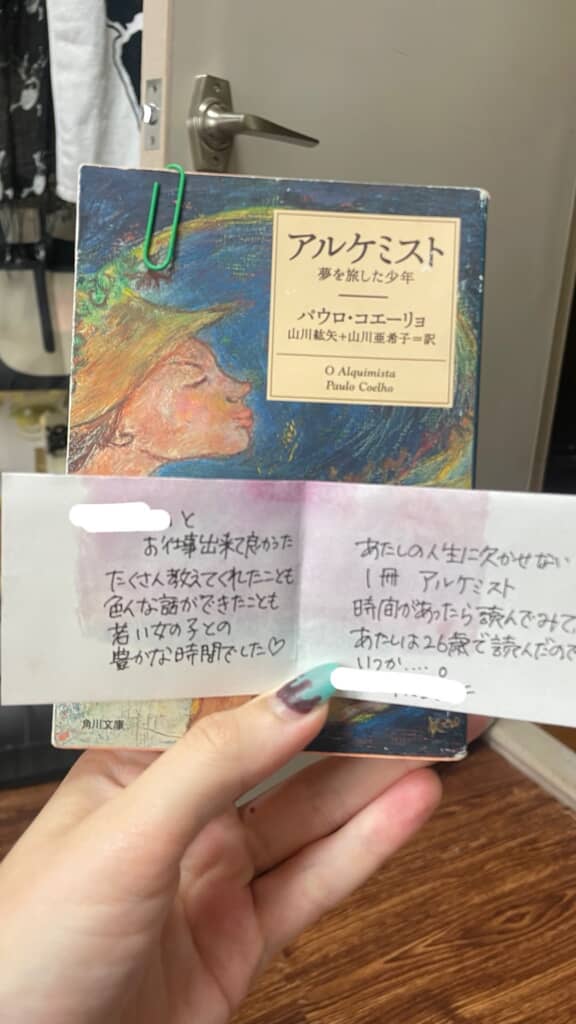 アルケミスト
夢を旅した少年
パウロ・コエーリョ
山川紘矢+山川亜希子=訳
O Alquimista
Paulo Coelho
と
お仕事出来て良かった
たくさん教えてくれたことも
色んな話ができたことも
若い女の子との
豊かな時間でした♡
あたしの人生に欠かせない
1冊 アルケミスト
時間があったら読んでみて
あたしは26歳で読んだので
いつか....。
角川文庫